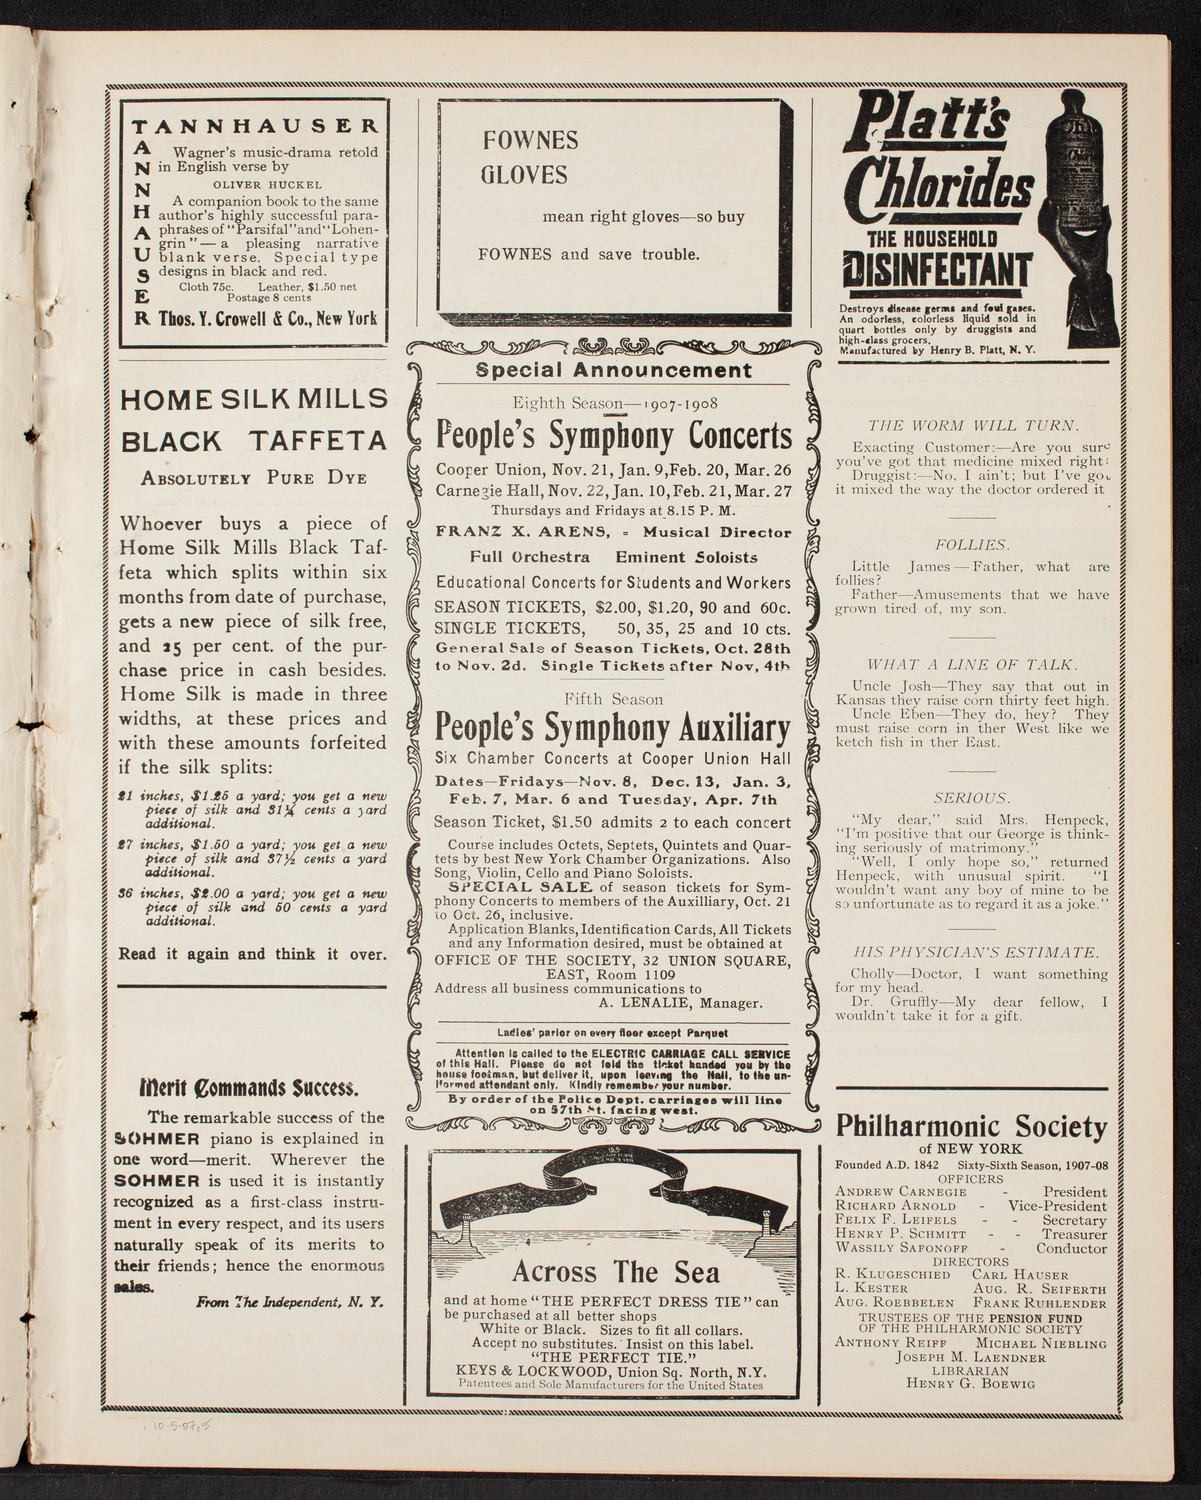 TANNHAUSER
TANNHAUSER
Wagner's music-drama retold
in English verse by
OLIVER HUCKEL
A companion book to the same
author's highly successful para-
phrases of "Parsifal" and "Lohen-
grin" — a pleasing narrative
blank verse. Special type
designs in black and red.
Cloth 75c. Leather, $1.50 net
Postage 8 cents
Thos. Y. Crowell & Co., New York
HOME SILK MILLS
BLACK TAFFETA
ABSOLUTELY PURE DYE
Whoever buys a piece of
Home Silk Mills Black Taf-
feta which splits within six
months from date of purchase,
gets a new piece of silk free,
and 25 per cent. of the pur-
chase price in cash besides.
Home Silk is made in three
widths, at these prices and
with these amounts forfeited
if the silk splits:
21 inches, $1.25 a yard; you get a new
piece of silk and 31¼ cents a yard
additional.
27 inches, $1.50 a yard; you get a new
piece of silk and 37½ cents a yard
additional.
36 inches, $2.00 a yard; you get a new
piece of silk and 50 cents a yard
additional.
Read it again and think it over.
Merit Commands Success.
The remarkable success of the
SOHMER piano is explained in
one word—merit. Wherever the
SOHMER is used it is instantly
recognized as a first-class instru-
ment in every respect, and its users
naturally speak of its merits to
their friends; hence the enormous
sales.
From The Independent, N. Y.
FOWNES
GLOVES
mean right gloves—so buy
FOWNES and save trouble.
Special Announcement
Eighth Season—1907-1908
People's Symphony Concerts
Cooper Union, Nov. 21, Jan. 9, Feb. 20, Mar. 26
Carnegie Hall, Nov. 22, Jan. 10, Feb. 21, Mar. 27
Thursdays and Fridays at 8.15 P. M.
FRANZ X. ARENS, = Musical Director
Full Orchestra Eminent Soloists
Educational Concerts for Students and Workers
SEASON TICKETS, $2.00, $1.20, 90 and 60c.
SINGLE TICKETS, 50, 35, 25 and 10 cts.
General Sale of Season Tickets, Oct. 28th
to Nov. 2d. Single Tickets after Nov, 4th
Fifth Season
People's Symphony Auxiliary
Six Chamber Concerts at Cooper Union Hall
Dates—Fridays—Nov. 8, Dec. 13, Jan. 3,
Feb. 7, Mar. 6 and Tuesday, Apr. 7th
Season Ticket, $1.50 admits 2 to each concert
Course includes Octets, Septets, Quintets and Quar-
tets by best New York Chamber Organizations. Also
Song, Violin, Cello and Piano Soloists.
SPECIAL SALE of season tickets for Sym-
phony Concerts to members of the Auxilliary, Oct. 21
to Oct. 26, inclusive.
Application Blanks, Identification Cards, All Tickets
and any Information desired, must be obtained at
OFFICE OF THE SOCIETY, 32 UNION SQUARE,
EAST, Room 1109
Address all business communications to
A. LENALIE, Manager.
Ladies' parlor on every floor except Parquet
Attention is called to the ELECTRIC CARRIAGE CALL SERVICE
of this Hall. Please do not fold the ticket handed you by the
house footman, but deliver it, upon leaving the Hall, to the un-
iformed attendant only. Kindly remember your number.
By order of the Police Dept. carriages will line
on 57th St. facing west.
Across The Sea
and at home "THE PERFECT DRESS TIE" can
be purchased at all better shops
White or Black. Sizes to fit all collars.
Accept no substitutes. Insist on this label.
"THE PERFECT TIE."
KEYS & LOCKWOOD, Union Sq. North, N.Y.
Patentees and Sole Manufacturers for the United States
Platt's
Chlorides
THE HOUSEHOLD
DISINFECTANT
Destroys disease germs and foul gases.
An odorless, colorless liquid sold in
quart bottles only by druggists and
high-class grocers.
Manufactured by Henry B. Platt, N. Y.
THE WORM WILL TURN.
Exacting Customer:—Are you sure
you've got that medicine mixed right?
Druggist:—No, I ain't; but I've got
it mixed the way the doctor ordered it
FOLLIES.
Little James—Father, what are
follies?
Father—Amusements that we have
grown tired of, my son.
WHAT A LINE OF TALK.
Uncle Josh—They say that out in
Kansas they raise corn thirty feet high.
Uncle Eben—They do, hey? They
must raise corn in ther West like we
ketch fish in ther East.
SERIOUS.
"My dear," said Mrs. Henpeck,
"I'm positive that our George is think-
ing seriously of matrimony."
"Well, I only hope so," returned
Henpeck, with unusual spirit. "I
wouldn't want any boy of mine to be
so unfortunate as to regard it as a joke."
HIS PHYSICIAN'S ESTIMATE.
Cholly—Doctor, I want something
for my head.
Dr. Gruffly—My dear fellow, I
wouldn't take it for a gift.
Philharmonic Society
of NEW YORK
Founded A.D. 1842 Sixty-Sixth Season, 1907-08
OFFICERS
ANDREW CARNEGIE - President
RICHARD ARNOLD - Vice-President
FELIX F. LEIFELS - - Secretary
HENRY P. SCHMITT - - Treasurer
WASSILY SAFONOFF - Conductor
DIRECTORS
R. KLUGESCHIED CARL HAUSER
L. KESTER AUG. R. SEIFERTH
AUG. ROEBBELEN FRANK RUHLENDER
TRUSTEES OF THE PENSION FUND
OF THE PHILHARMONIC SOCIETY
ANTHONY REIFF MICHAEL NIEBLING
JOSEPH M. LAENDNER
LIBRARIAN
HENRY G. BOEWIG
10-5-07,5